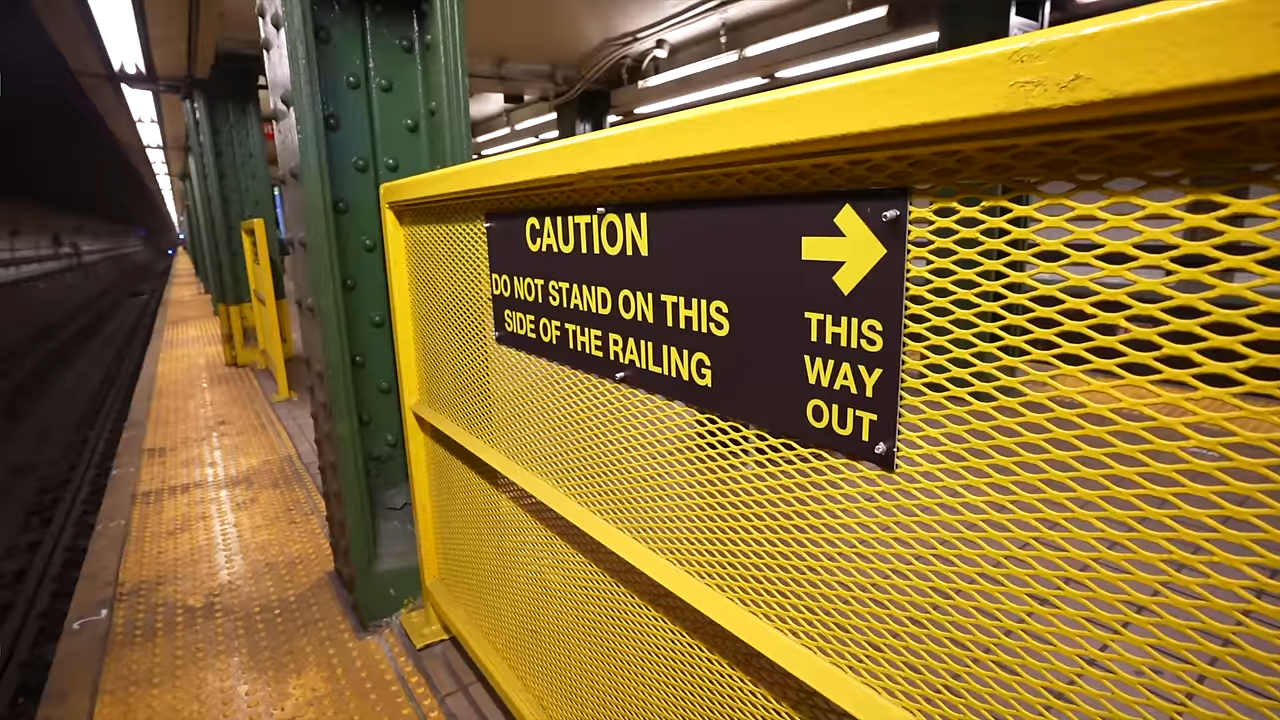 CAUTION
DO NOT STAND ON THIS
SIDE OF THE RAILING
THIS
WAY
OUT